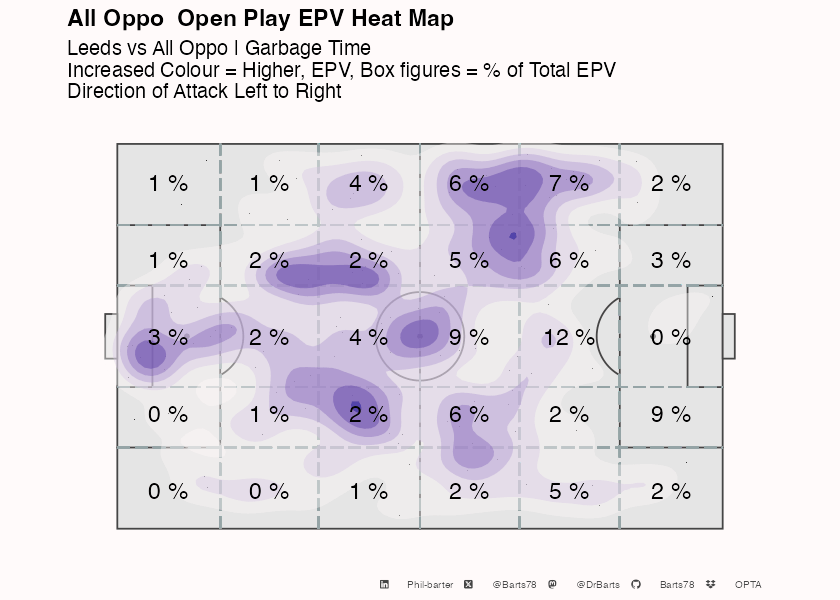 All Oppo  Open Play EPV Heat Map
Leeds vs All Oppo | Garbage Time
Increased Colour = Higher, EPV, Box figures = % of Total EPV
Direction of Attack Left to Right
1 % 1 % 4 % 6 % 7 % 2 %
1 % 2 % 2 % 5 % 6 % 3 %
3 % 2 % 4 % 9 % 12 % 0 %
0 % 1 % 2 % 6 % 2 % 9 %
0 % 0 % 1 % 2 % 5 % 2 %
Phil-barter @Barts78 @DrBarts Barts78 OPTA